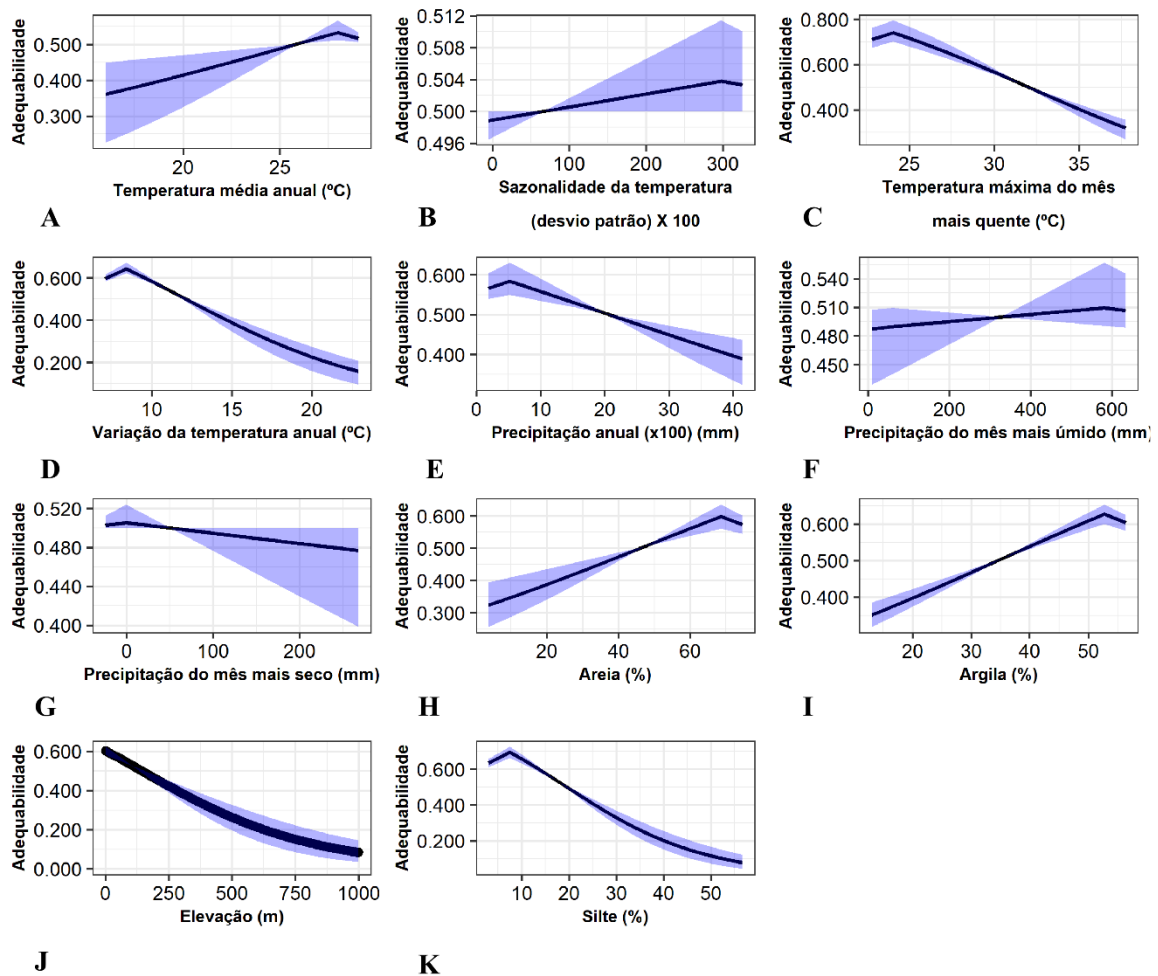 Adequabilidade
0.500
0.400
0.300
20
25
Temperatura média anual (ºC)
A
Adequabilidade
0.512
0.508
0.504
0.500
0.496
0
100
200
300
Sazonalidade da temperatura
(desvio patrão) X 100
B
Adequabilidade
0.800
0.600
0.400
25
30
35
Temperatura máxima do mês
mais quente (ºC)
C
Adequabilidade
0.600
0.400
0.200
10
15
20
Variação da temperatura anual (ºC)
D
Adequabilidade
0.600
0.500
0.400
0
10
20
30
40
Precipitação anual (x100) (mm)
E
Adequabilidade
0.540
0.510
0.480
0.450
0
200
400
600
Precipitação do mês mais úmido (mm)
F
Adequabilidade
0.520
0.480
0.440
0.400
0
100
200
Precipitação do mês mais seco (mm)
G
Adequabilidade
0.600
0.500
0.400
0.300
20
40
60
Areia (%)
H
Adequabilidade
0.600
0.500
0.400
20
30
40
50
Argila (%)
I
Adequabilidade
0.600
0.400
0.200
0.000
0
250
500
750
1000
Elevação (m)
J
Adequabilidade
0.600
0.400
0.200
10
20
30
40
50
Silte (%)
K